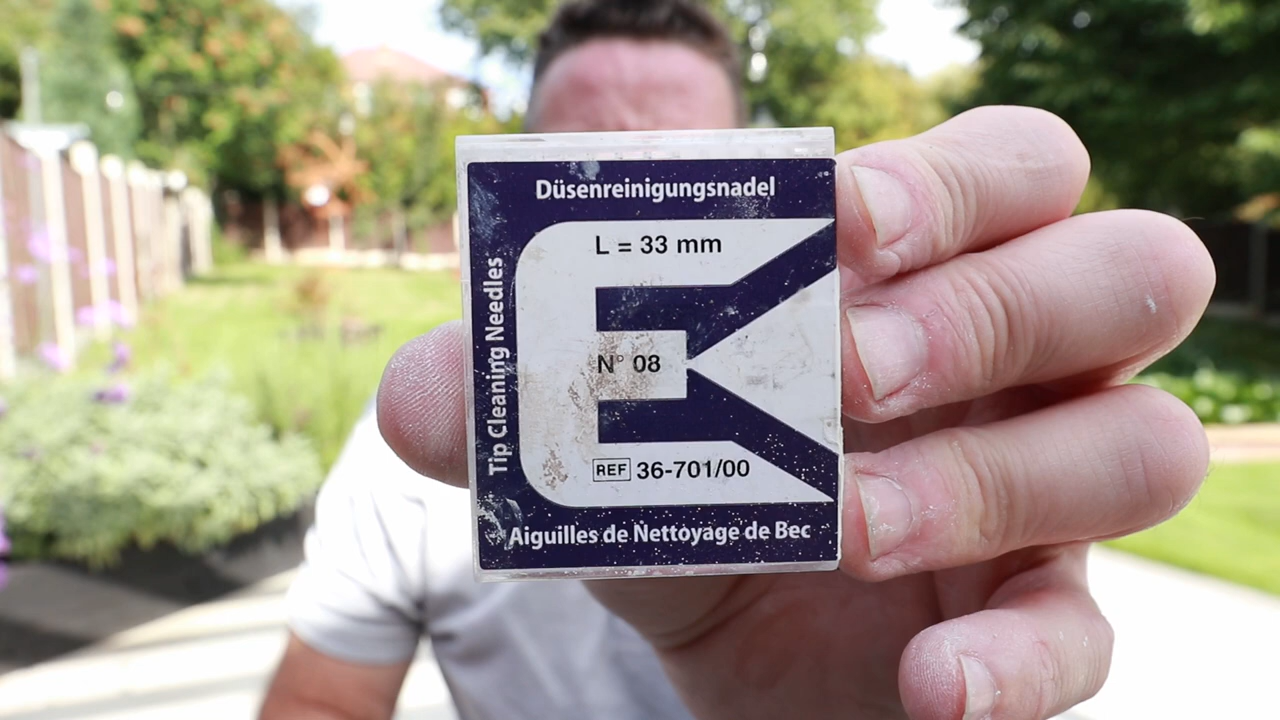 Düsenreinigungsnadel
L = 33 mm
Tip Cleaning Needles
N° 08
REF 36-701/00
Aiguilles de Nettoyage de Bec